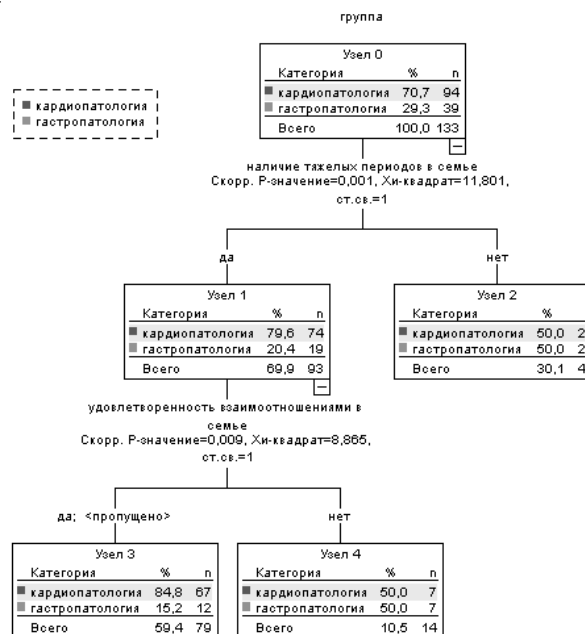 группа
Узел 0
Категория % n
кардиопатология 70,7 94
гастропатология 29,3 39
Всего 100,0 133
кардиопатология
гастропатология
наличие тяжелых периодов в семье
Скорр. P-значение=0,001, Хи-квадрат=11,801,
ст.св.=1
да
нет
Узел 1
Категория % n
кардиопатология 79,6 74
гастропатология 20,4 19
Всего 69,9 93
Узел 2
Категория %
кардиопатология 50,0 2
гастропатология 50,0 2
Всего 30,1 4
удовлетворенность взаимоотношениями в
семье
Скорр. P-значение=0,009, Хи-квадрат=8,865,
ст.св.=1
да; <пропущено>
нет
Узел 3
Категория % n
кардиопатология 84,8 67
гастропатология 15,2 12
Всего 59,4 79
Узел 4
Категория % n
кардиопатология 50,0 7
гастропатология 50,0 7
Всего 10,5 14